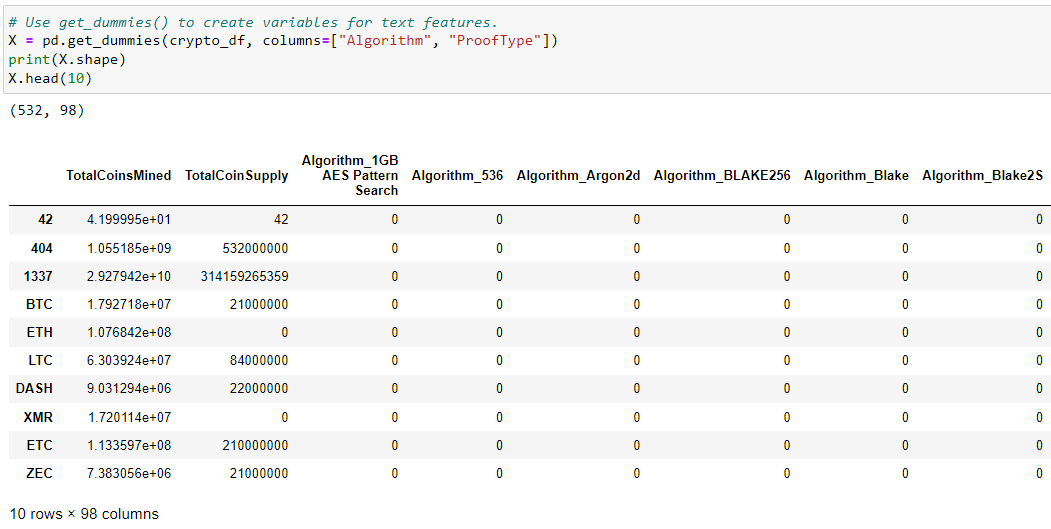 # Use get_dummies() to create variables for text features.
X = pd.get_dummies(crypto_df, columns=["Algorithm", "ProofType"])
print(X.shape)
X.head(10)
(532, 98)
TotalCoinsMined TotalCoinSupply Algorithm_1GB AES Pattern Search Algorithm_536 Algorithm_Argon2d Algorithm_BLAKE256 Algorithm_Blake Algorithm_Blake2S
42 4.199995e+01 42 0 0 0 0 0 0
404 1.055185e+09 532000000 0 0 0 0 0 0
1337 2.927942e+10 314159265359 0 0 0 0 0 0
BTC 1.792718e+07 21000000 0 0 0 0 0 0
ETH 1.076842e+08 0 0 0 0 0 0 0
LTC 6.303924e+07 84000000 0 0 0 0 0 0
DASH 9.031294e+06 22000000 0 0 0 0 0 0
XMR 1.720114e+07 0 0 0 0 0 0 0
ETC 1.133597e+08 210000000 0 0 0 0 0 0
ZEC 7.383056e+06 21000000 0 0 0 0 0 0
10 rows × 98 columns